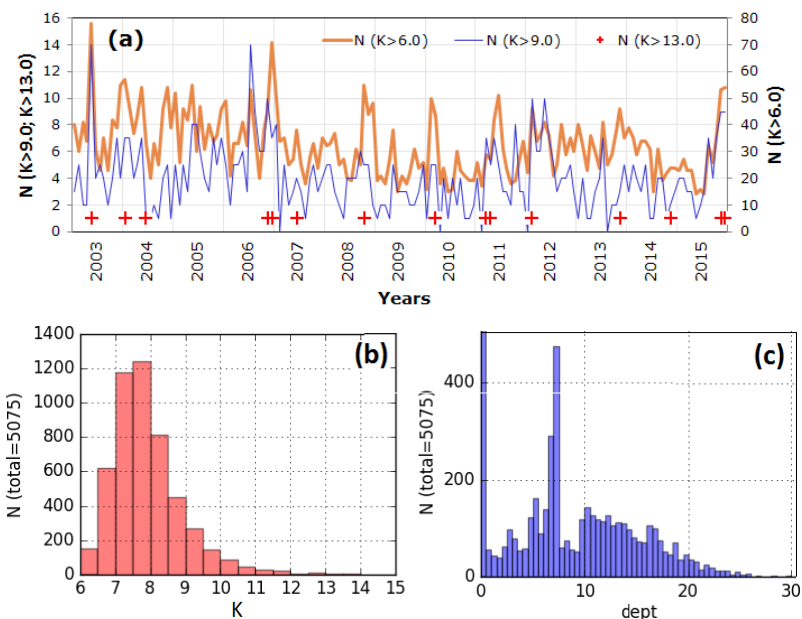 (a)
N (K>6.0) N (K>9.0) N (K>13.0)
16 14 12 10 8 6 4 2 0
N (K>9.0; K>13.0)
80 70 60 50 40 30 20 10 0
N (K>6.0)
2003 2004 2005 2006 2007 2008 2009 2010 2011 2012 2013 2014 2015
Years
(b)
1400 1200 1000 800 600 400 200 0
N (total=5075)
6 7 8 9 10 11 12 13 14 15
K
(c)
400 200 0
N (total=5075)
0 10 20 30
dept